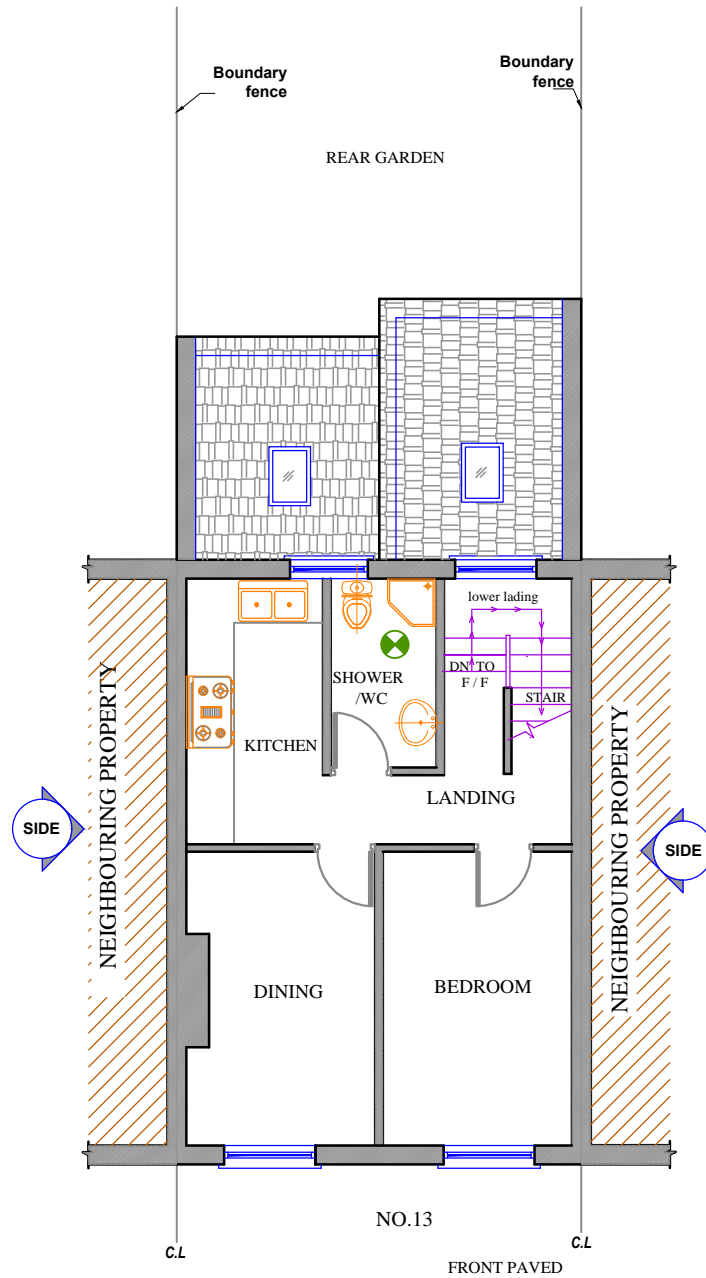 Boundary
fence
Boundary
fence
REAR GARDEN
lower lading
DN TO
F / F
STAIR
SHOWER
/WC
KITCHEN
LANDING
NEIGHBOURING PROPERTY
NEIGHBOURING PROPERTY
SIDE
SIDE
DINING
BEDROOM
NO.13
C.L
C.L
FRONT PAVED